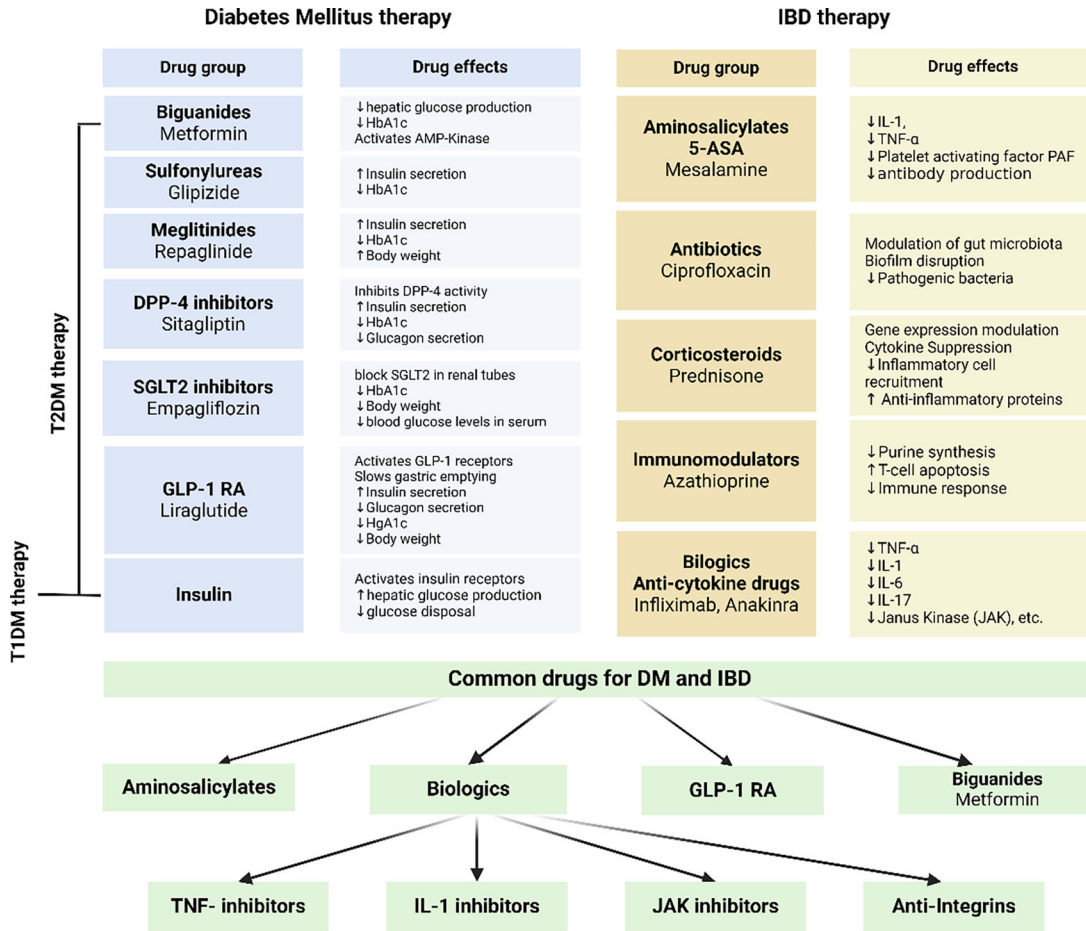 Diabetes Mellitus therapy
IBD therapy
Drug group
Drug effects
Biguanides
Metformin
↓hepatic glucose production
↓HbA1c
Activates AMP-Kinase
Sulfonylureas
Glipizide
↑Insulin secretion
↓HbA1c
Meglitinides
Repaglinide
↑Insulin secretion
↓HbA1c
↑Body weight
DPP-4 inhibitors
Sitagliptin
Inhibits DPP-4 activity
↑Insulin secretion
↓HbA1c
↓Glucagon secretion
SGLT2 inhibitors
Empagliflozin
block SGLT2 in renal tubes
↓HbA1c
↓Body weight
↓blood glucose levels in serum
GLP-1 RA
Liraglutide
Activates GLP-1 receptors
Slows gastric emptying
↑Insulin secretion
↓Glucagon secretion
↓HgA1c
↓Body weight
Insulin
Activates insulin receptors
↑hepatic glucose production
↓glucose disposal
T2DM therapy
T1DM therapy
Drug group
Drug effects
Aminosalicylates
5-ASA
Mesalamine
↓IL-1,
↓TNF-α
↓Platelet activating factor PAF
↓antibody production
Antibiotics
Ciprofloxacin
Modulation of gut microbiota
Biofilm disruption
↓Pathogenic bacteria
Corticosteroids
Prednisone
Gene expression modulation
Cytokine Suppression
↓Inflammatory cell
recruitment
↑ Anti-inflammatory proteins
Immunomodulators
Azathioprine
↓Purine synthesis
↑T-cell apoptosis
↓Immune response
Bilogics
Anti-cytokine drugs
Infliximab, Anakinra
↓TNF-α
↓IL-1
↓IL-6
↓IL-17
↓Janus Kinase (JAK), etc.
Common drugs for DM and IBD
Aminosalicylates
Biologics
GLP-1 RA
Biguanides
Metformin
TNF- inhibitors
IL-1 inhibitors
JAK inhibitors
Anti-Integrins